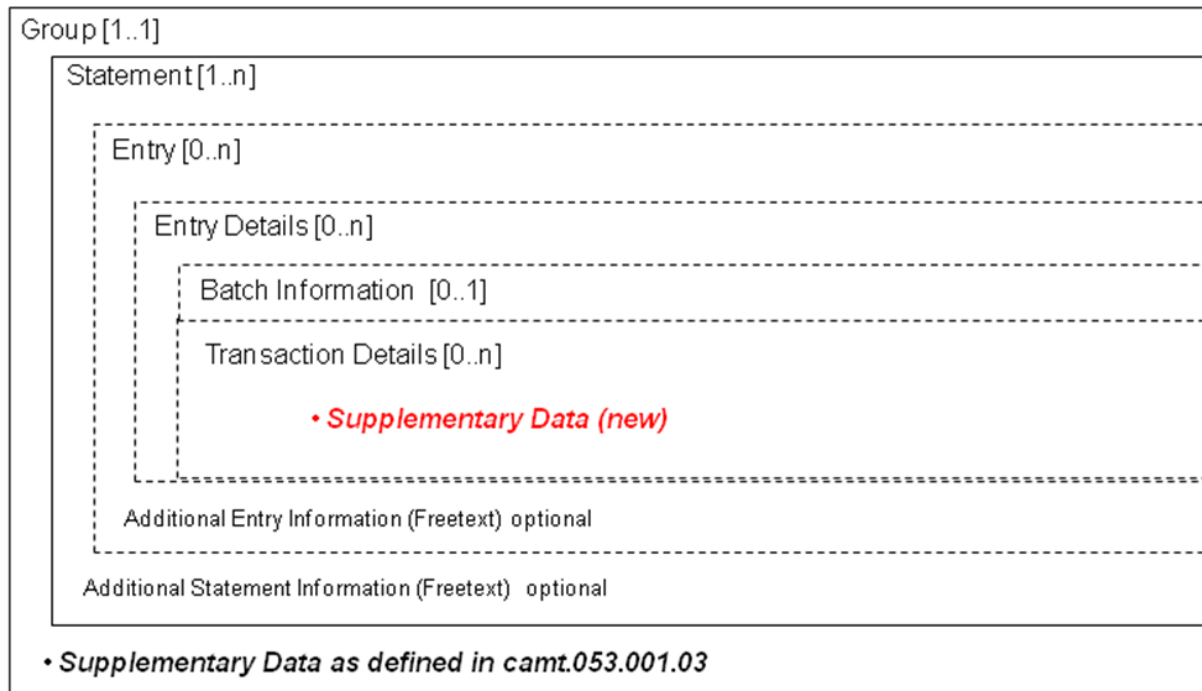 Group [1..1]
Statement [1..n]
Entry [0..n]
Entry Details [0..n]
Batch Information [0..1]
Transaction Details [0..n]
• Supplementary Data (new)
Additional Entry Information (Freetext) optional
Additional Statement Information (Freetext) optional
• Supplementary Data as defined in camt.053.001.03